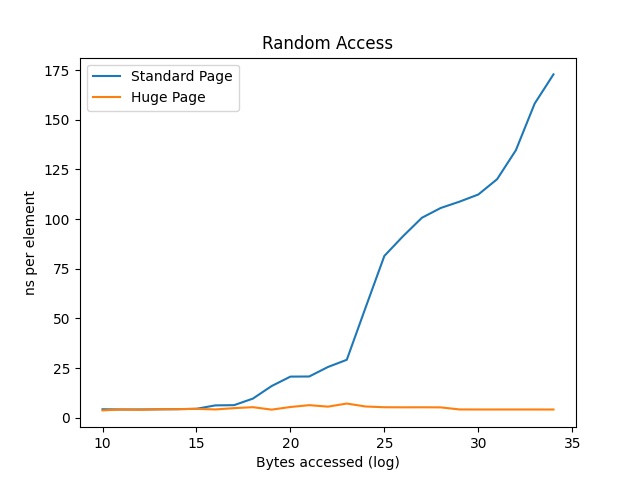 Random Access
Standard Page
Huge Page
175
150
125
100
75
50
25
0
ns per element
10
15
20
25
30
35
Bytes accessed (log)